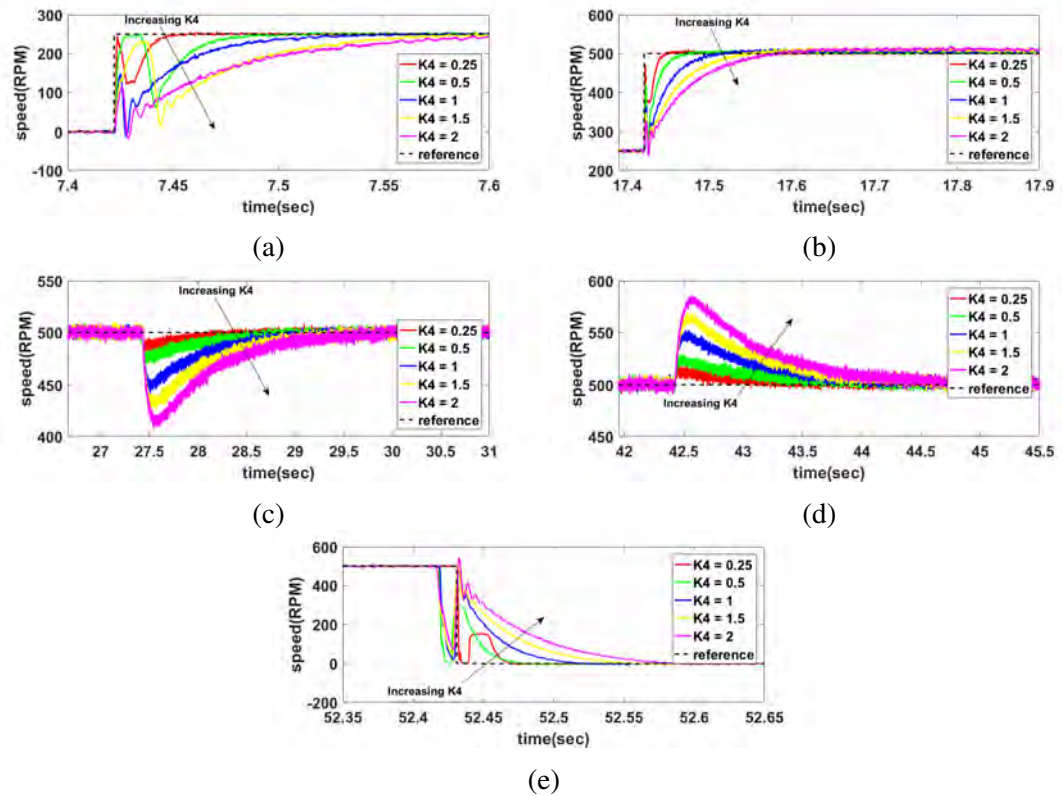 300
200
100
0
-100
speed(RPM)
Increasing K4
K4 = 0.25
K4 = 0.5
K4 = 1
K4 = 1.5
K4 = 2
reference
7.4
7.45
7.5
7.55
7.6
time(sec)
(a)
600
500
400
300
200
speed(RPM)
Increasing K4
K4 = 0.25
K4 = 0.5
K4 = 1
K4 = 1.5
K4 = 2
reference
17.4
17.5
17.6
17.7
17.8
17.9
time(sec)
(b)
550
500
450
400
speed(RPM)
Increasing K4
K4 = 0.25
K4 = 0.5
K4 = 1
K4 = 1.5
K4 = 2
reference
27
27.5
28
28.5
29
29.5
30
30.5
31
time(sec)
(c)
600
550
500
450
speed(RPM)
Increasing K4
K4 = 0.25
K4 = 0.5
K4 = 1
K4 = 1.5
K4 = 2
reference
42
42.5
43
43.5
44
44.5
45
45.5
time(sec)
(d)
600
400
200
0
-200
speed(RPM)
Increasing K4
K4 = 0.25
K4 = 0.5
K4 = 1
K4 = 1.5
K4 = 2
reference
52.35
52.4
52.45
52.5
52.55
52.6
52.65
time(sec)
(e)